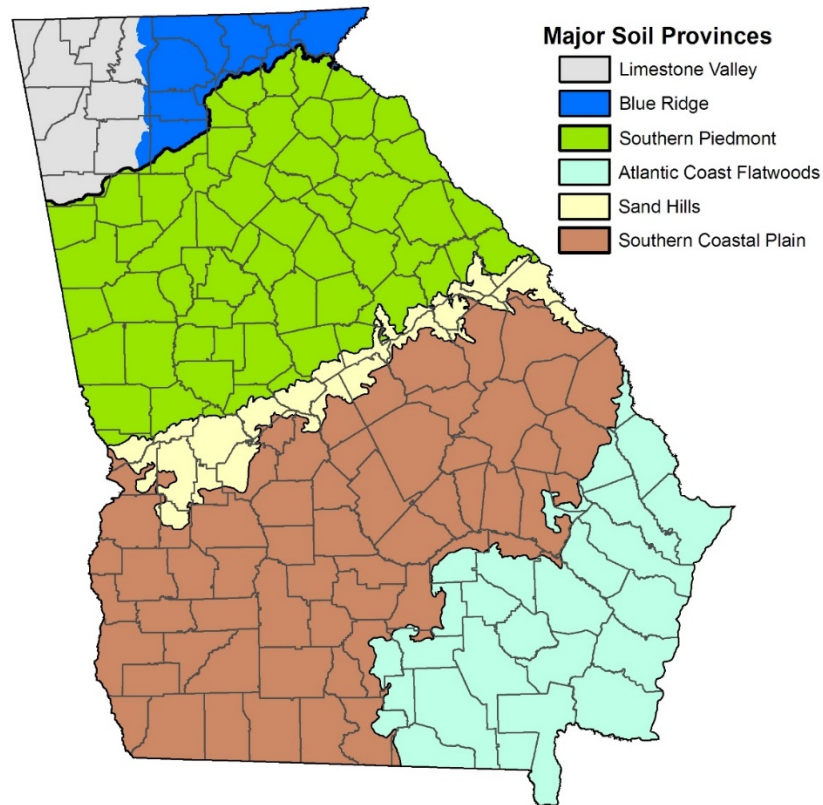 Major Soil Provinces
Limestone Valley
Blue Ridge
Southern Piedmont
Atlantic Coast Flatwoods
Sand Hills
Southern Coastal Plain